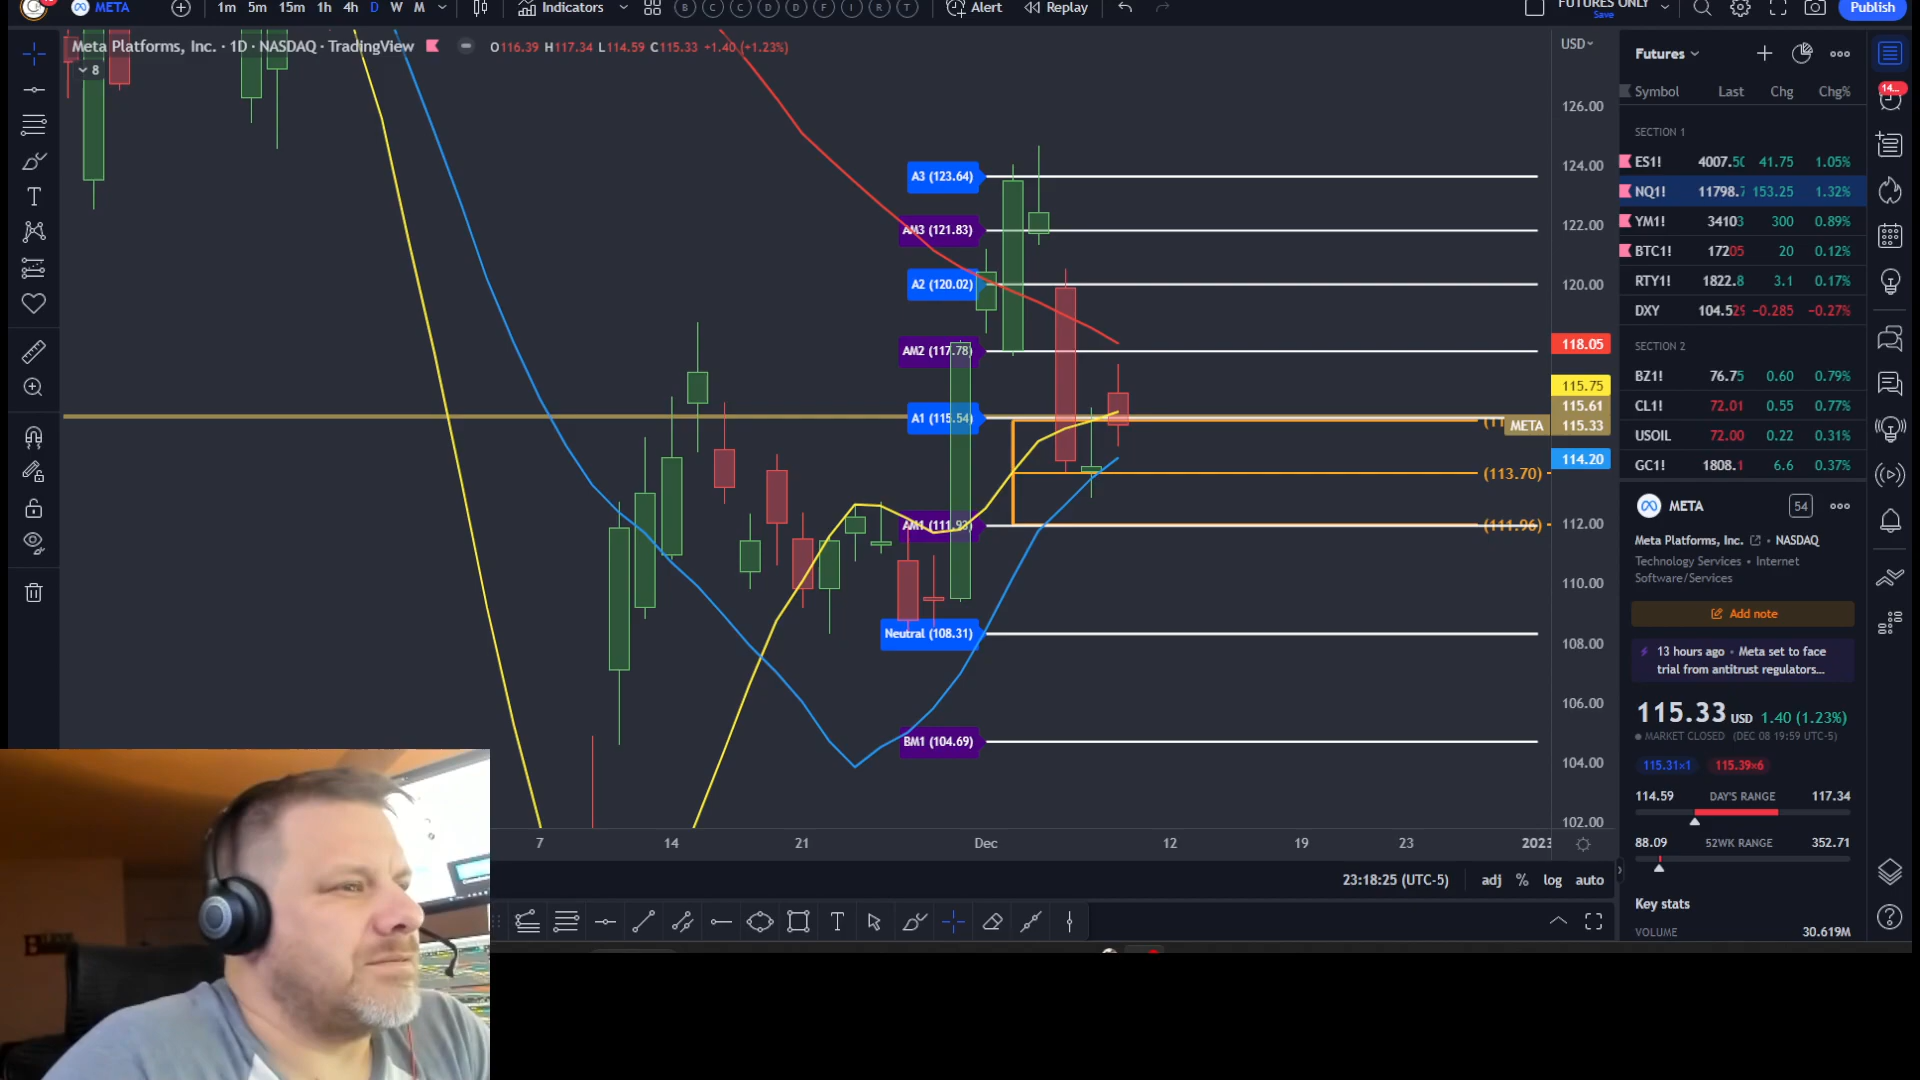 META
1m 5m 15m 1h 4h D W M
Indicators
B C C D D F I R T
Alert
Replay
FUTURES ONLY
Save
Publish
Meta Platforms, Inc. · 1D · NASDAQ · TradingView
O116.39 H117.34 L114.59 C115.33 +1.40 (+1.23%)
8
USD
126.00
124.00
122.00
120.00
118.05
115.75
115.61
META 115.33
114.20
112.00
110.00
108.00
106.00
104.00
102.00
A3 (123.64)
AM3 (121.83)
A2 (120.02)
AM2 (117.78)
A1 (115.54)
(113.70)
AM1 (111.93)
(111.96)
Neutral (108.31)
BM1 (104.69)
7 14 21 Dec 12 19 23 2023
23:18:25 (UTC-5) adj % log auto
Futures
Symbol Last Chg Chg%
14...
SECTION 1
ES1! 4007.50 41.75 1.05%
NQ1! 11798.7 153.25 1.32%
YM1! 34103 300 0.89%
BTC1! 17205 20 0.12%
RTY1! 1822.8 3.1 0.17%
DXY 104.529 −0.285 −0.27%
SECTION 2
BZ1! 76.75 0.60 0.79%
CL1! 72.01 0.55 0.77%
USOIL 72.00 0.22 0.31%
GC1! 1808.1 6.6 0.37%
META 54
Meta Platforms, Inc. • NASDAQ
Technology Services • Internet
Software/Services
Add note
13 hours ago • Meta set to face
trial from antitrust regulators...
115.33 USD 1.40 (1.23%)
MARKET CLOSED (DEC 08 19:59 UTC-5)
115.31×1 115.39×6
114.59 DAY'S RANGE 117.34
88.09 52WK RANGE 352.71
Key stats
VOLUME 30.619M